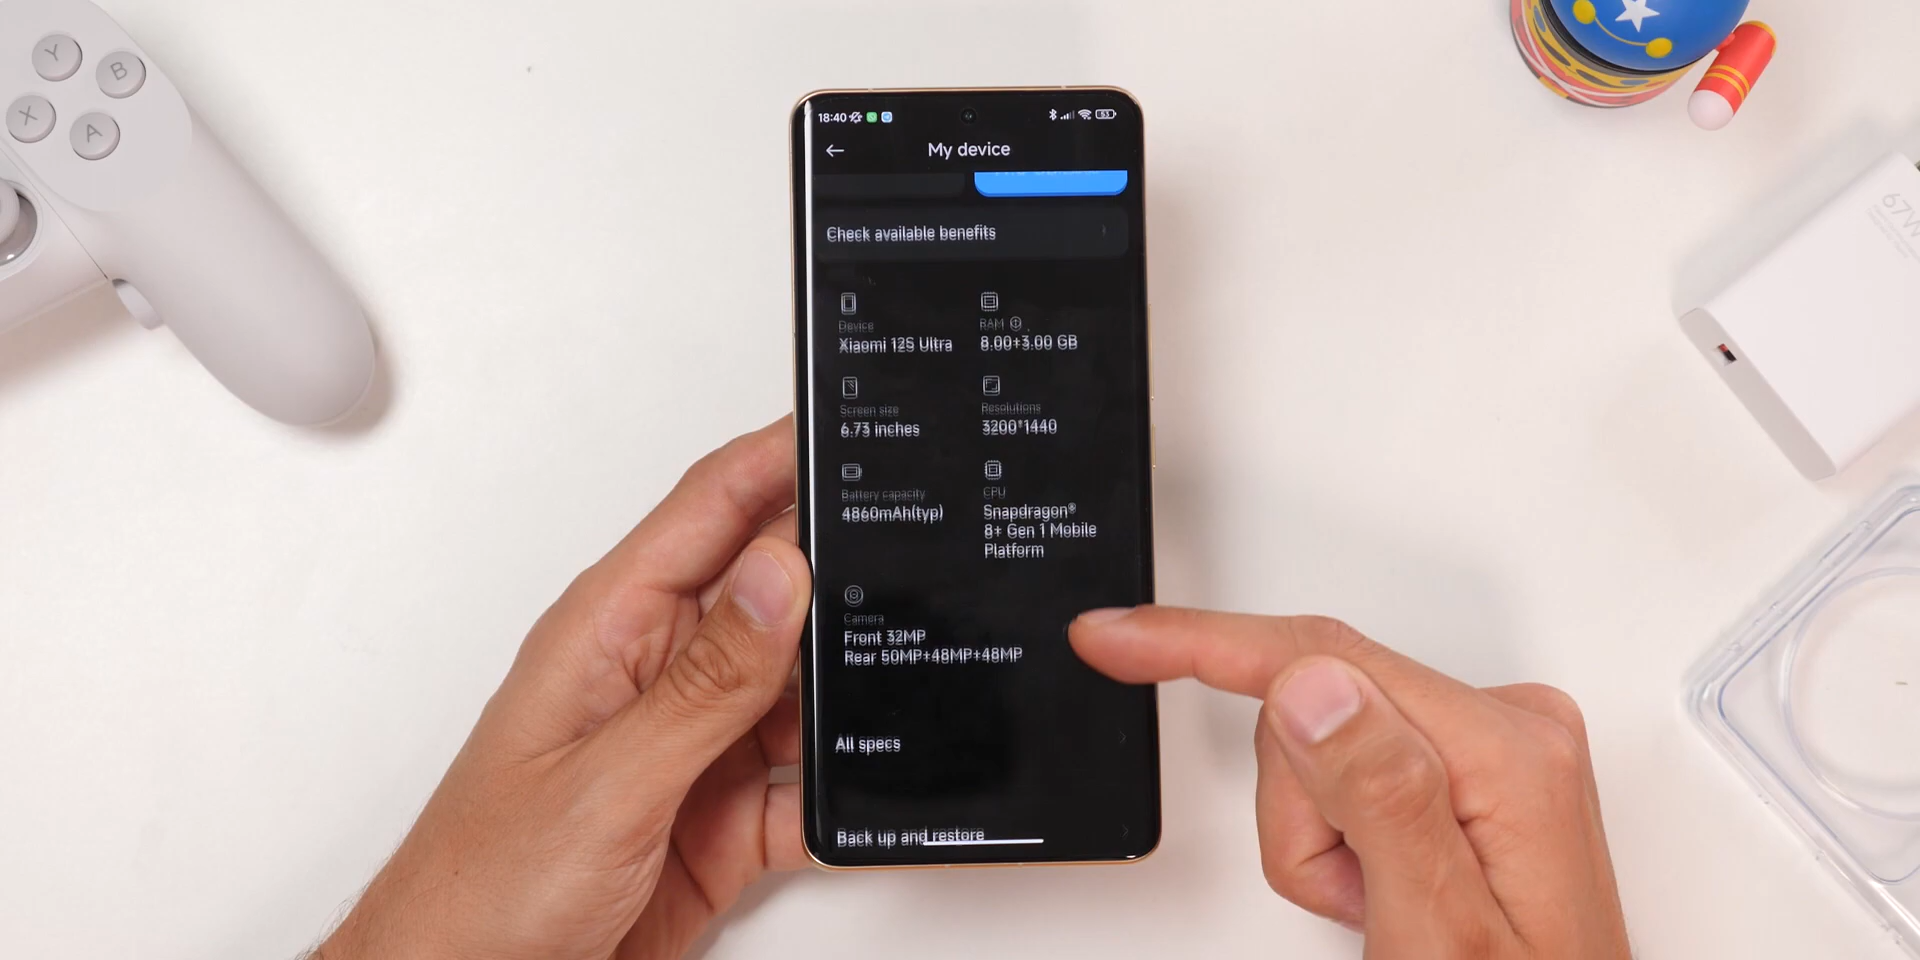 Y
B
X
A
18:40
53
My device
Check available benefits
Device
Xiaomi 12S Ultra
RAM
8.00+3.00 GB
Screen size
6.73 inches
Resolutions
3200*1440
Battery capacity
4860mAh(typ)
CPU
Snapdragon®
8+ Gen 1 Mobile
Platform
Camera
Front 32MP
Rear 50MP+48MP+48MP
All specs
Back up and restore
67W